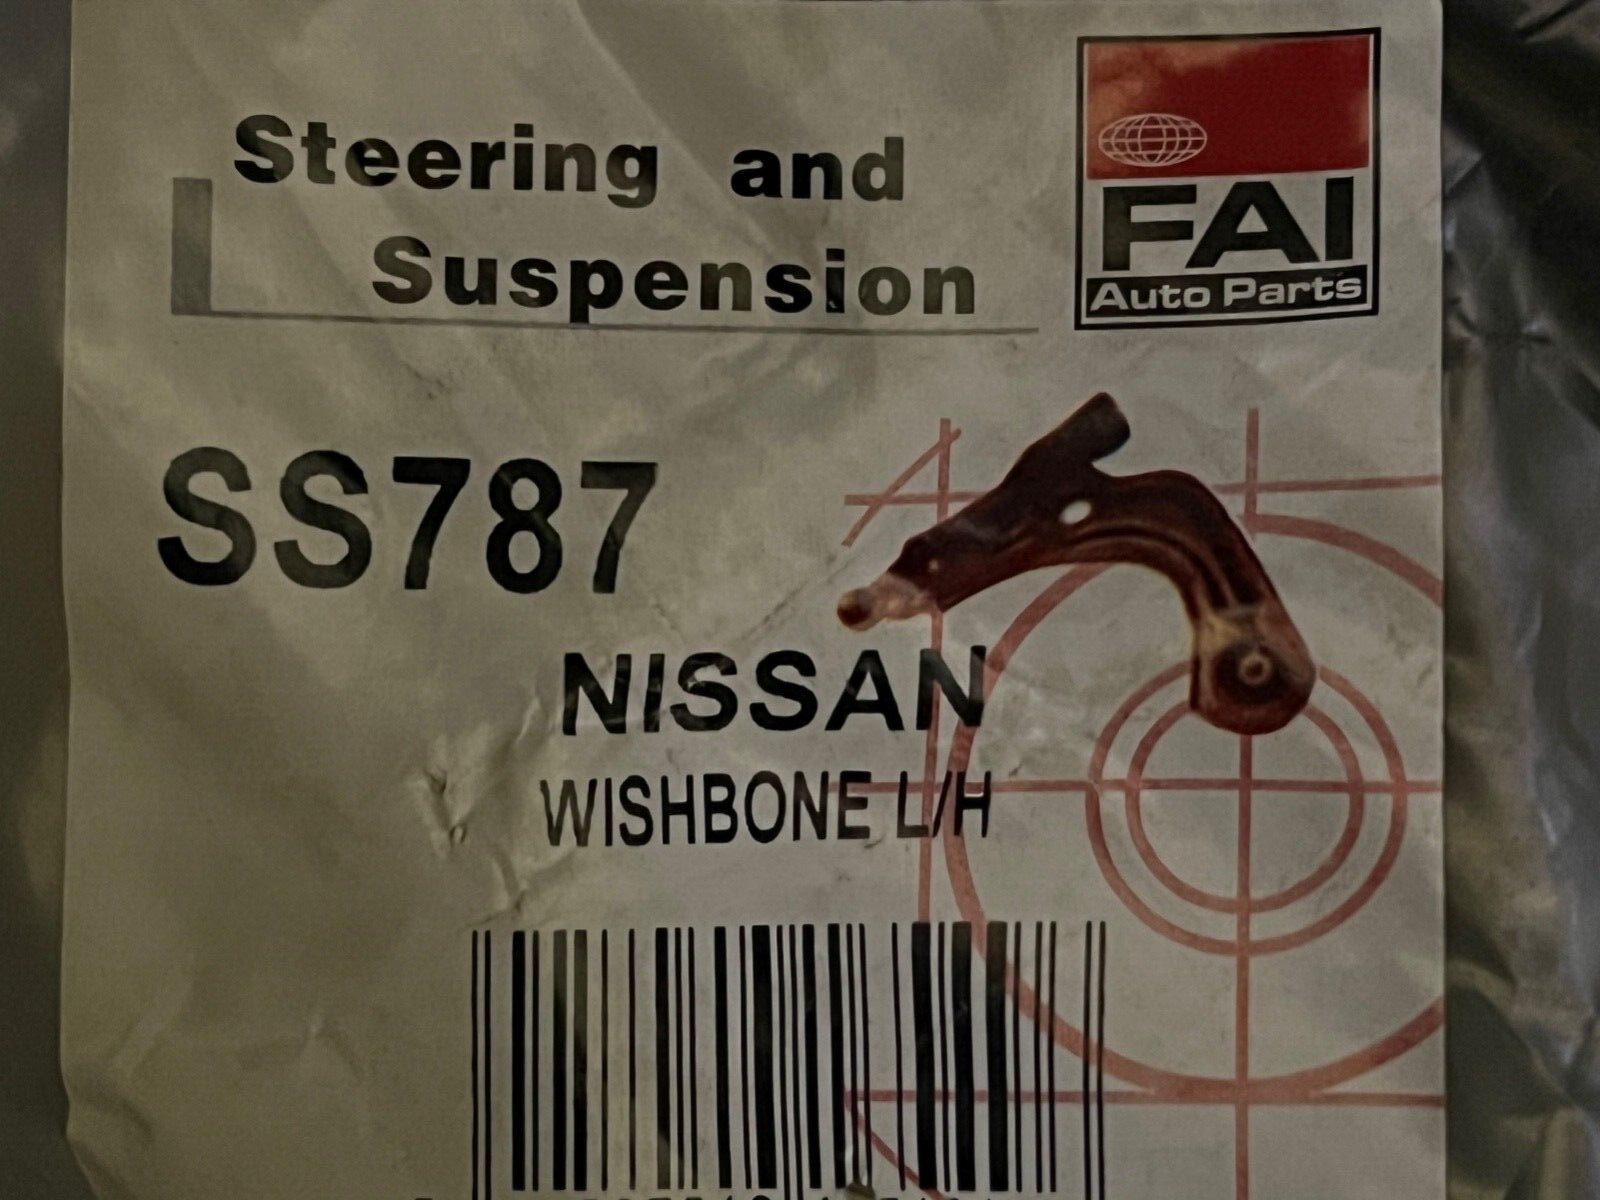 Steering and
Suspension
FAI
Auto Parts
SS787
NISSAN
WISHBONE L/H